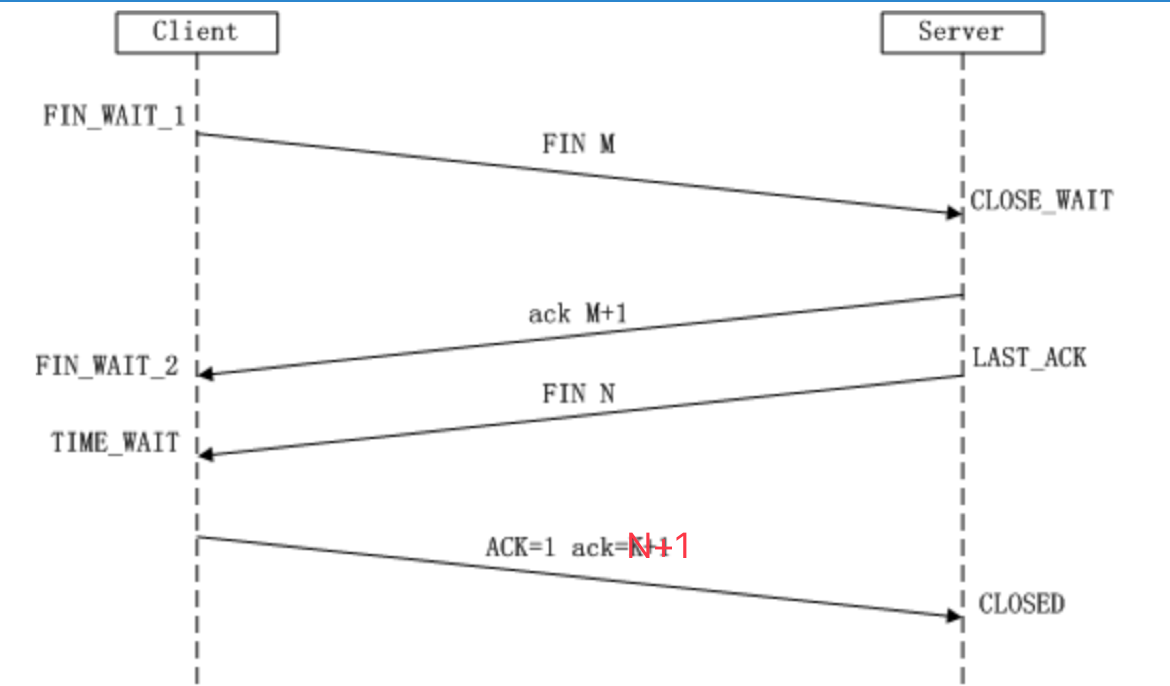 Client
Server
FIN_WAIT_1
FIN M
CLOSE_WAIT
ack M+1
FIN_WAIT_2
LAST_ACK
FIN N
TIME_WAIT
ACK=1 ack=N+1
CLOSED